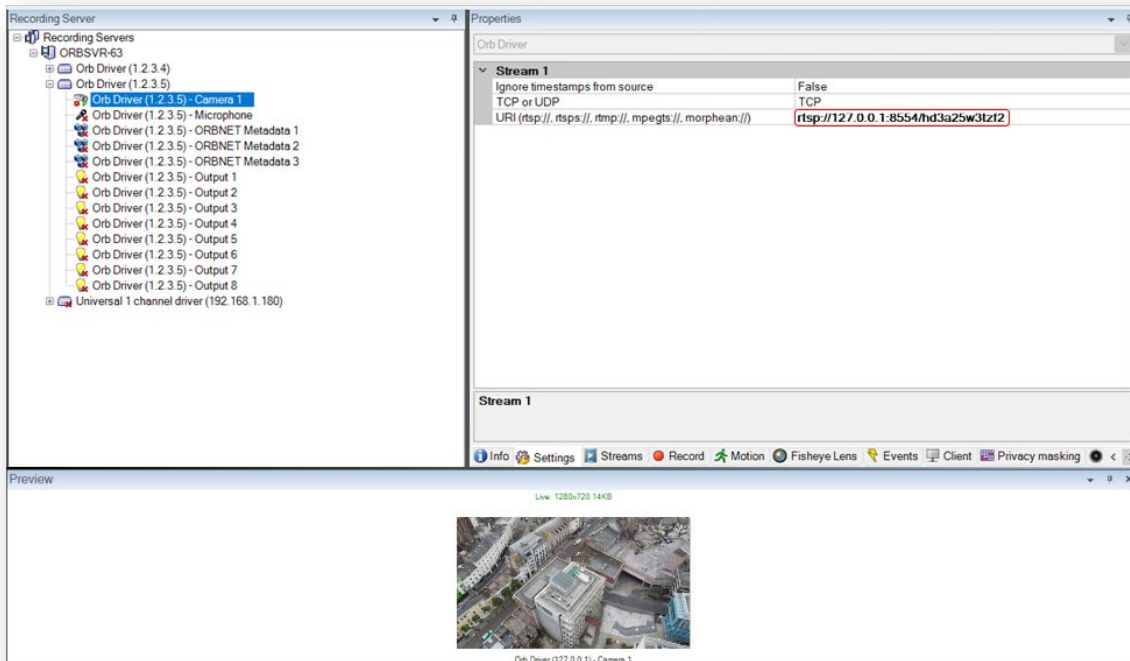 Recording Server
Recording Servers
ORBSVR-63
Orb Driver (1.2.3.4)
Orb Driver (1.2.3.5)
Orb Driver (1.2.3.5) - Camera 1
Orb Driver (1.2.3.5) - Microphone
Orb Driver (1.2.3.5) - ORBNET Metadata 1
Orb Driver (1.2.3.5) - ORBNET Metadata 2
Orb Driver (1.2.3.5) - ORBNET Metadata 3
Orb Driver (1.2.3.5) - Output 1
Orb Driver (1.2.3.5) - Output 2
Orb Driver (1.2.3.5) - Output 3
Orb Driver (1.2.3.5) - Output 4
Orb Driver (1.2.3.5) - Output 5
Orb Driver (1.2.3.5) - Output 6
Orb Driver (1.2.3.5) - Output 7
Orb Driver (1.2.3.5) - Output 8
Universal 1 channel driver (192.168.1.180)
Properties
Orb Driver
Stream 1
Ignore timestamps from source False
TCP or UDP TCP
URI (rtsp://, rtsps://, rtmp://, mpegts://, morphean://) rtsp://127.0.0.1:8554/hd3a25w3tzf2
Stream 1
Info Settings Streams Record Motion Fisheye Lens Events Client Privacy masking
Preview
Live: 1280x720 14KB
Orb Driver (127.0.0.1) - Camera 1